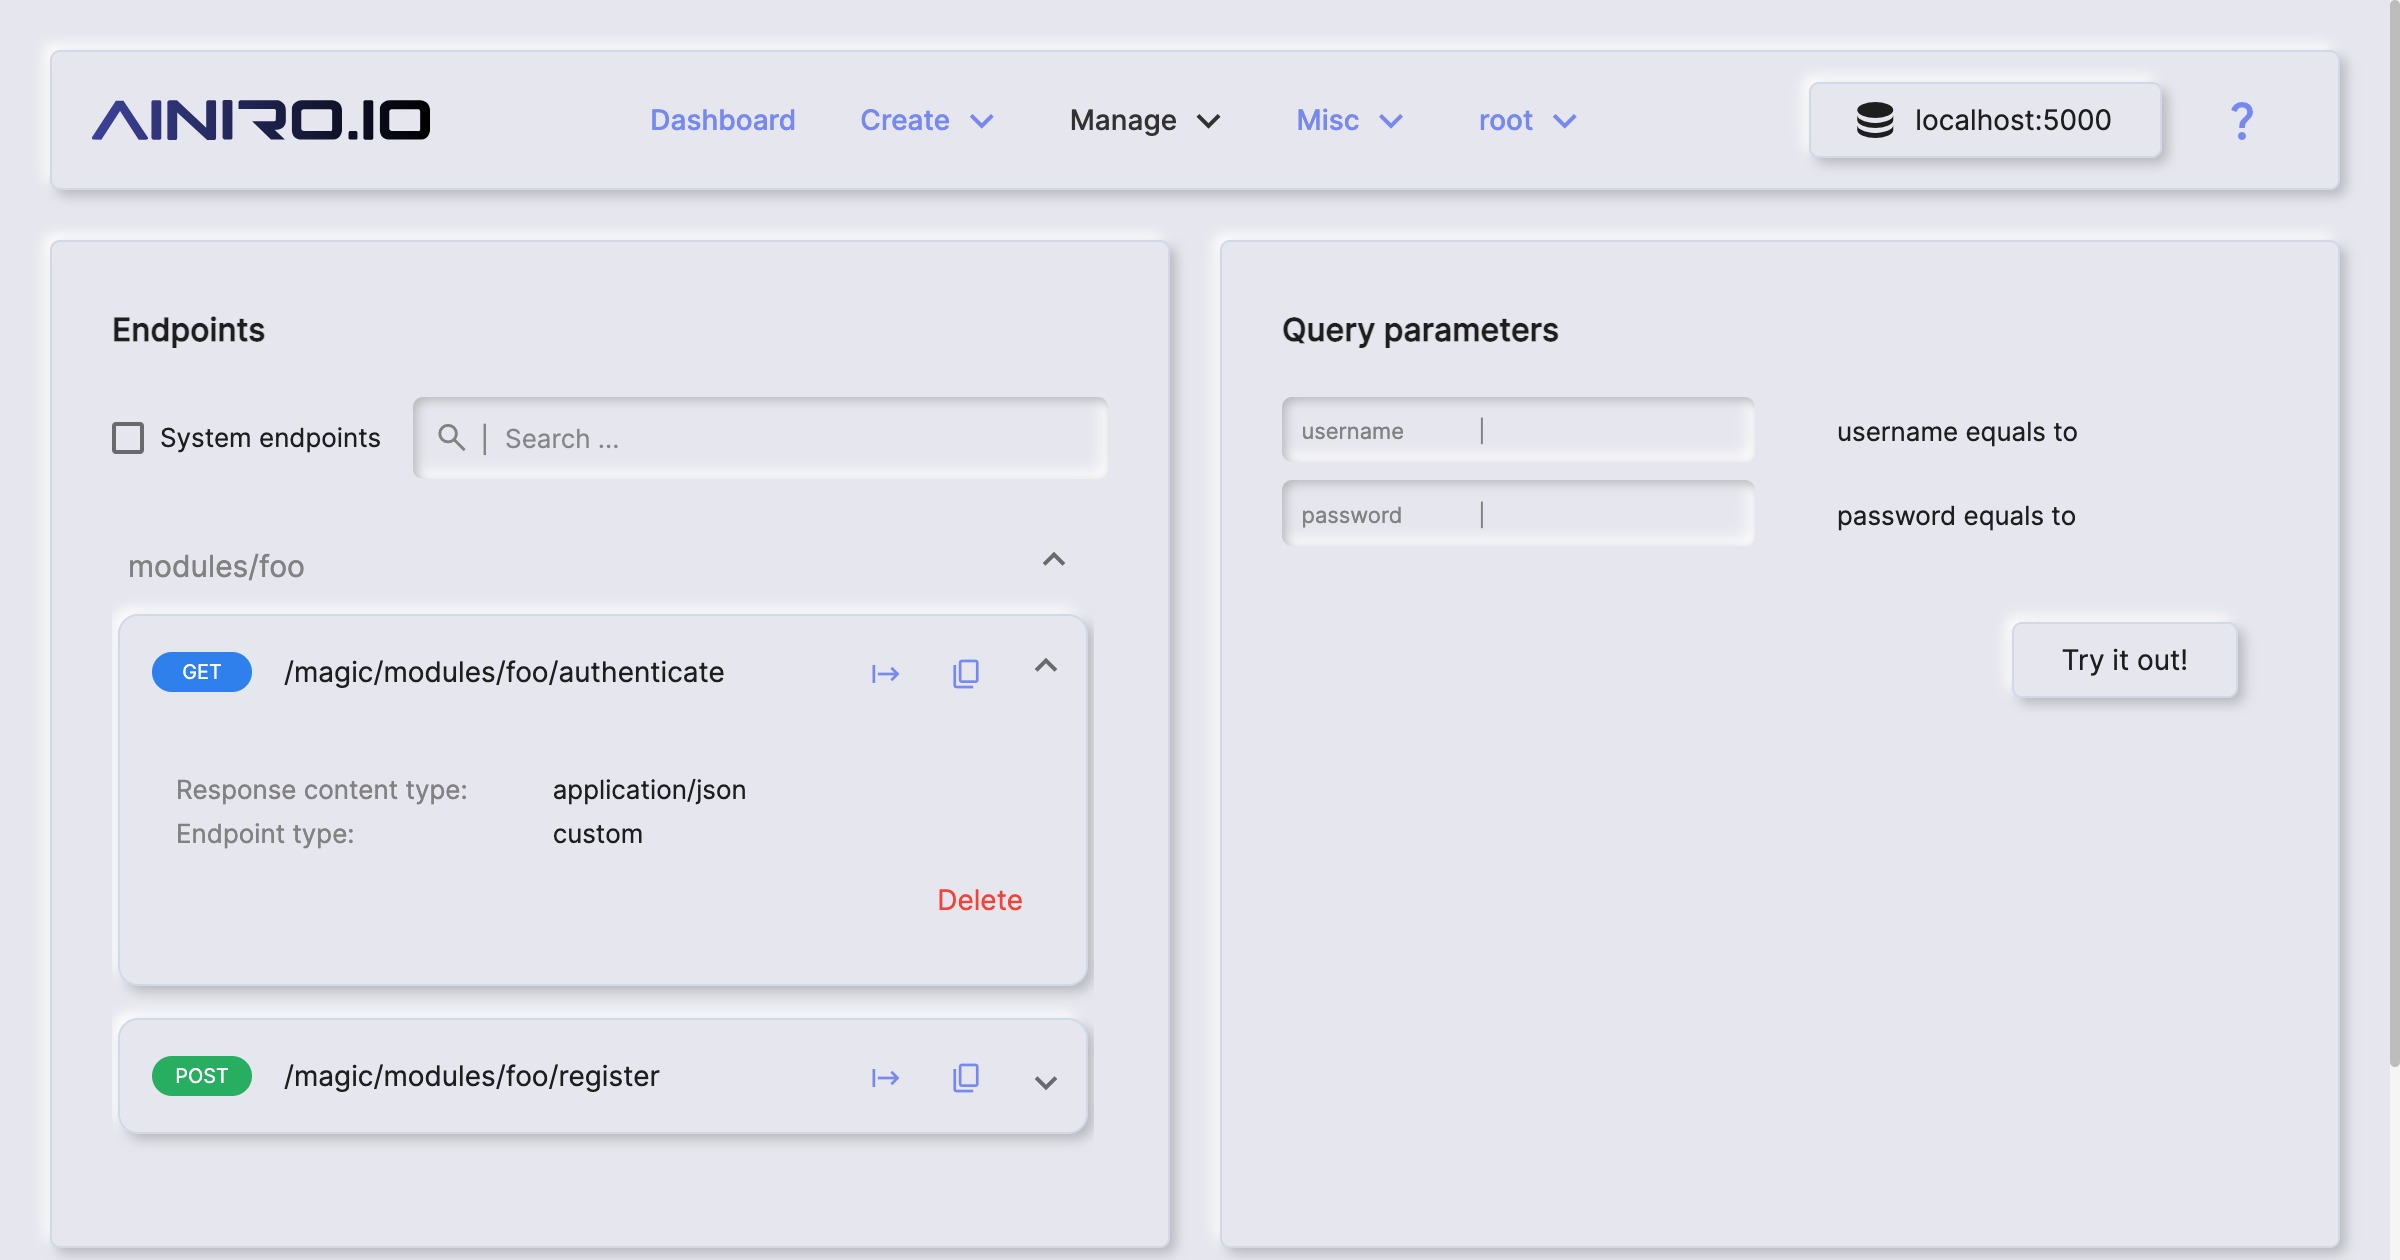 AINIRO.IO Dashboard Create Manage Misc root localhost:5000 ?
Endpoints
System endpoints Search ...
modules/foo
GET /magic/modules/foo/authenticate
Response content type: application/json
Endpoint type: custom
Delete
POST /magic/modules/foo/register
Query parameters
username username equals to
password password equals to
Try it out!